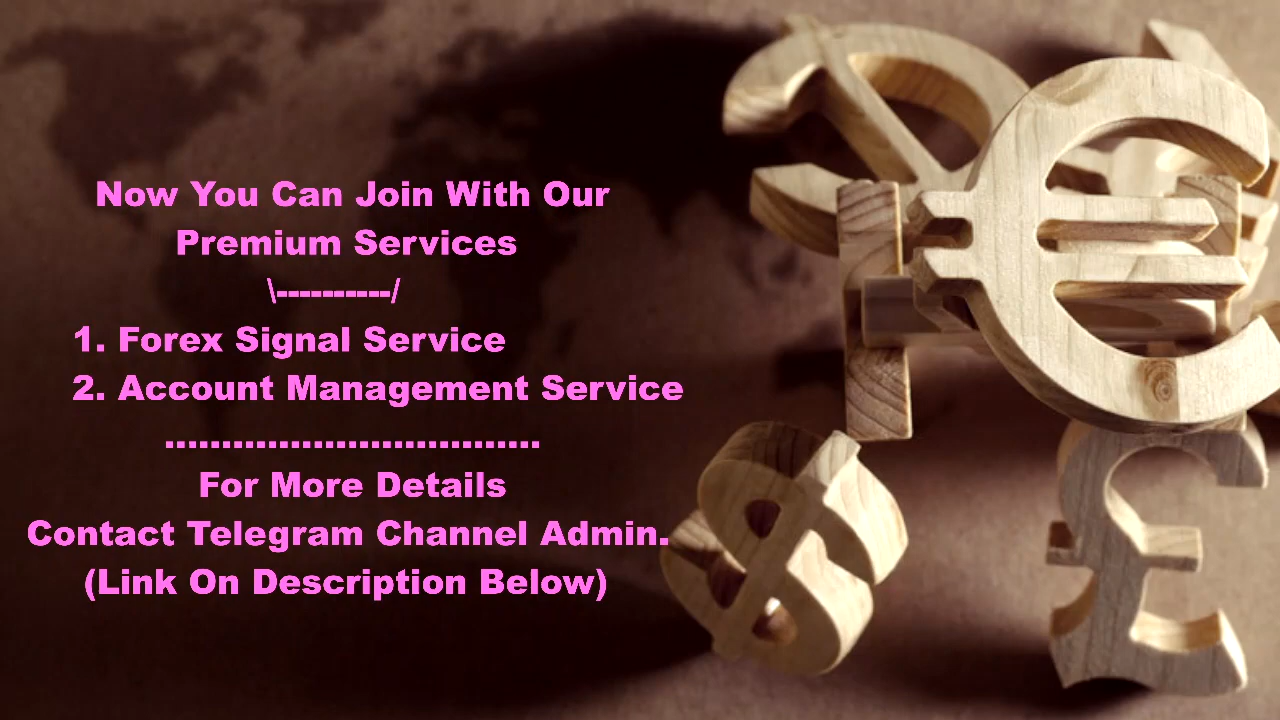 Now You Can Join With Our
Premium Services
\----------/
1. Forex Signal Service
2. Account Management Service
.................................
For More Details
Contact Telegram Channel Admin.
(Link On Description Below)